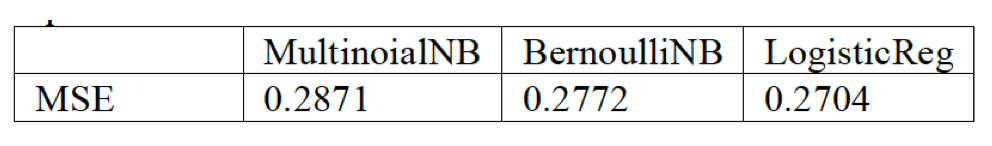 MultinoialNB BernoulliNB LogisticReg
MSE 0.2871 0.2772 0.2704